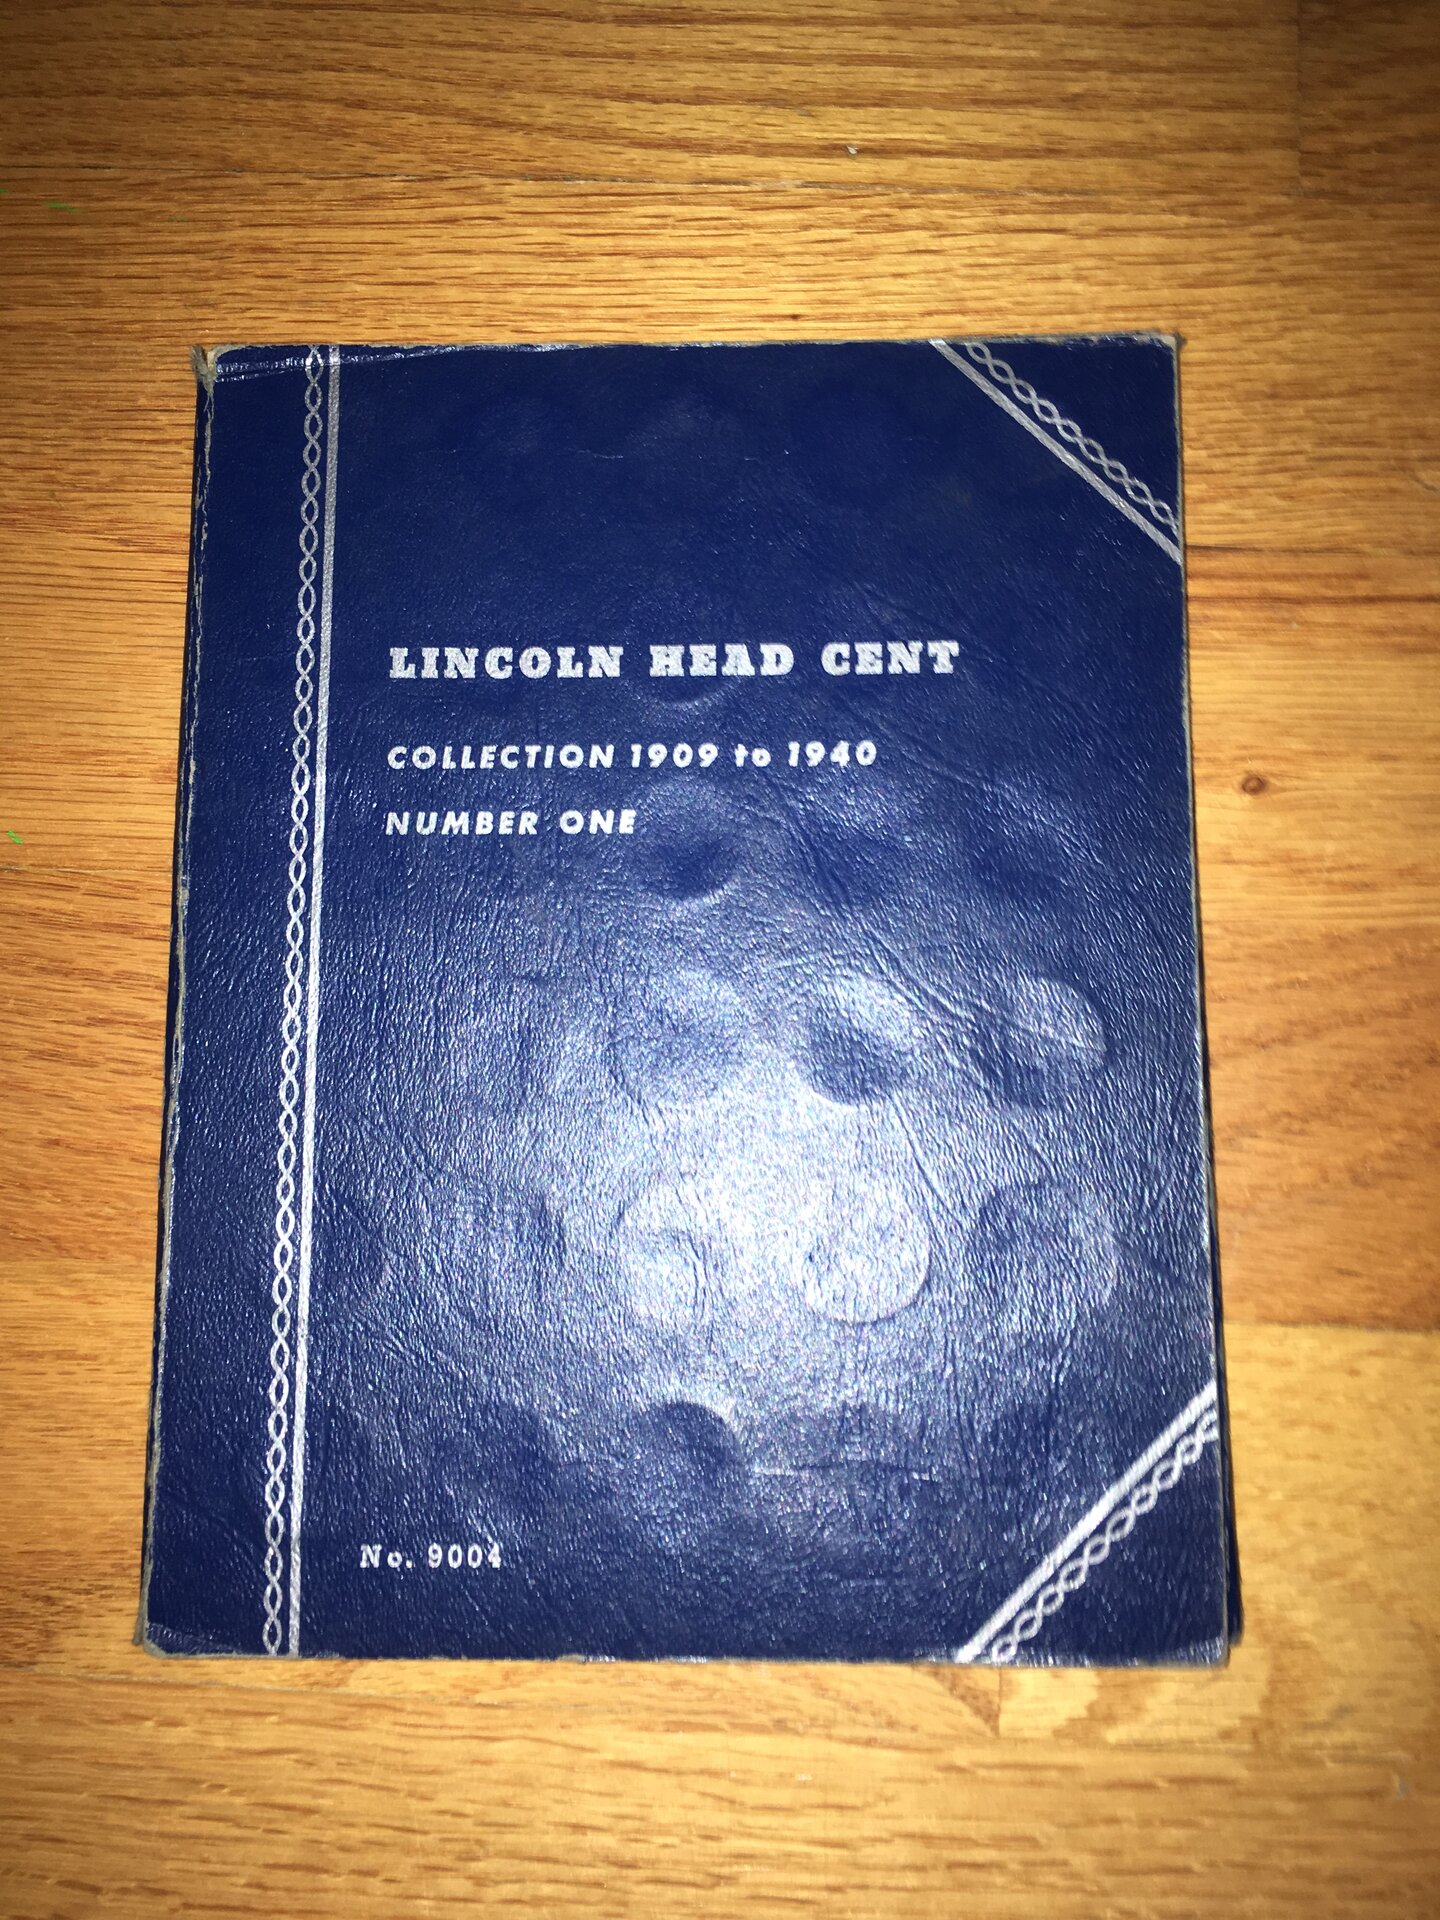 LINCOLN HEAD CENT
COLLECTION 1909 to 1940
NUMBER ONE
No. 9004